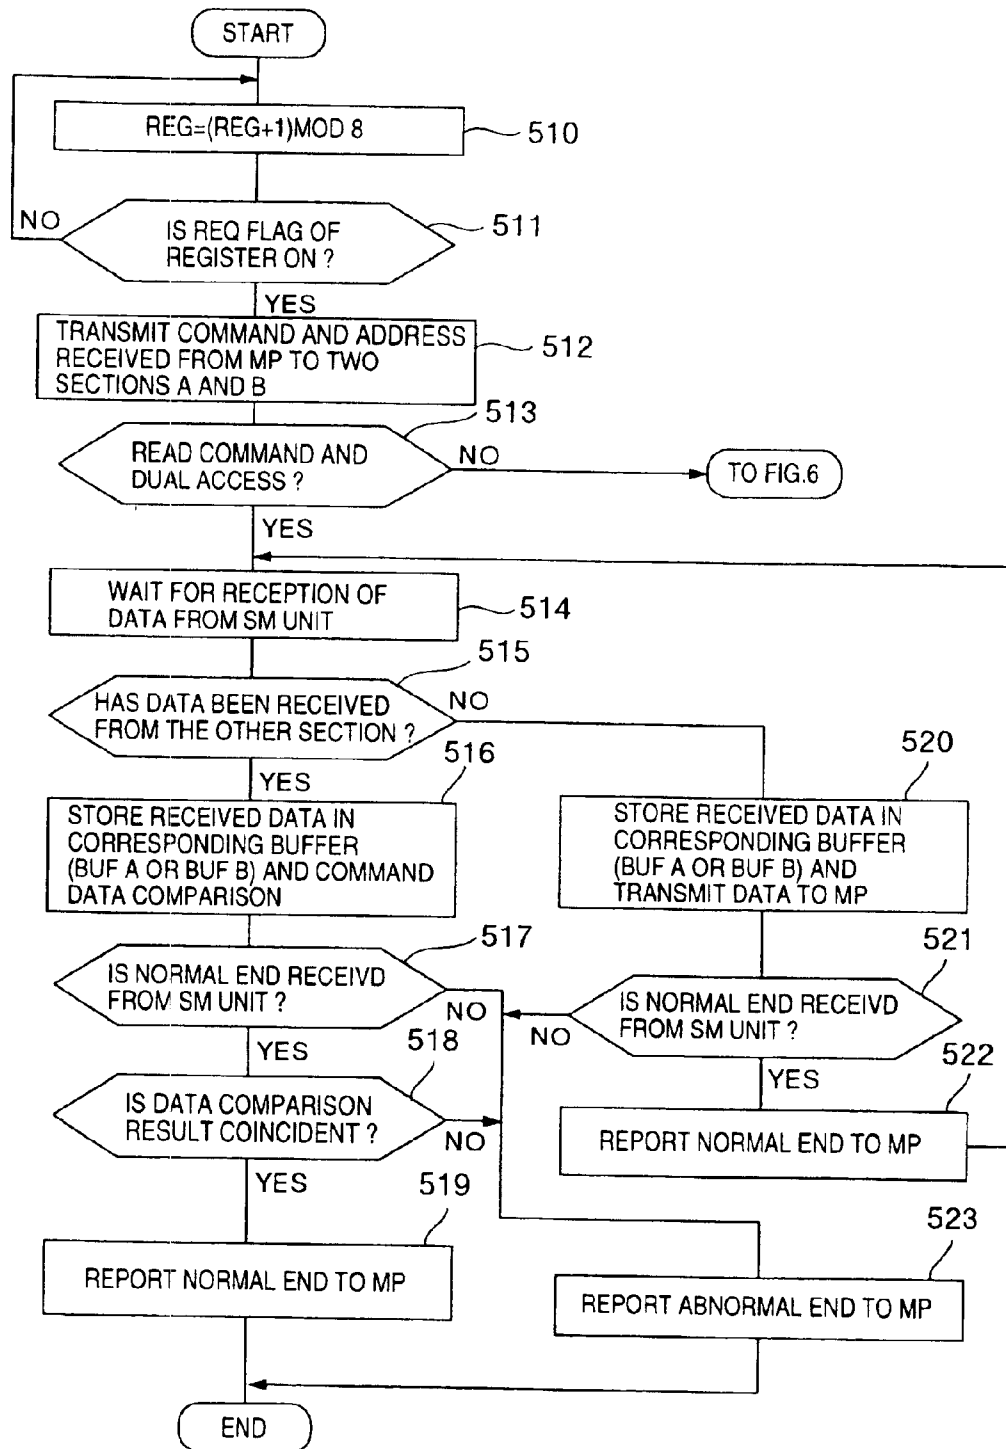 START
REG=(REG+1)MOD 8
510
NO
IS REQ FLAG OF
REGISTER ON ?
511
YES
TRANSMIT COMMAND AND ADDRESS
RECEIVED FROM MP TO TWO
SECTIONS A AND B
512
513
READ COMMAND AND
DUAL ACCESS ?
NO
TO FIG.6
YES
WAIT FOR RECEPTION OF
DATA FROM SM UNIT
514
515
HAS DATA BEEN RECEIVED
FROM THE OTHER SECTION ?
NO
YES
516
STORE RECEIVED DATA IN
CORRESPONDING BUFFER
(BUF A OR BUF B) AND COMMAND
DATA COMPARISON
520
STORE RECEIVED DATA IN
CORRESPONDING BUFFER
(BUF A OR BUF B) AND
TRANSMIT DATA TO MP
517
IS NORMAL END RECEIVD
FROM SM UNIT ?
NO
YES
521
IS NORMAL END RECEIVD
FROM SM UNIT ?
NO
YES
518
IS DATA COMPARISON
RESULT COINCIDENT ?
NO
YES
522
REPORT NORMAL END TO MP
519
REPORT NORMAL END TO MP
523
REPORT ABNORMAL END TO MP
END